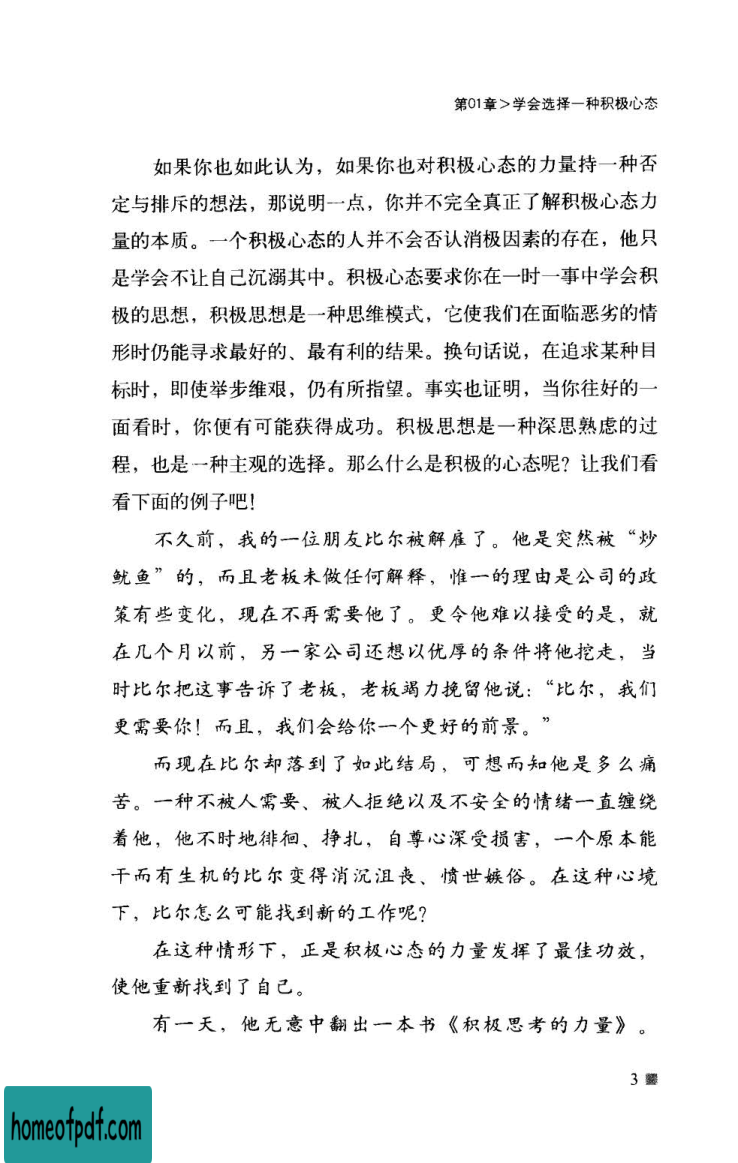 第01章>学会选择一种积极心态
如果你也如此认为，如果你也对积极心态的力量持一种否
定与排斥的想法，那说明一点，你并不完全真正了解积极心态力
量的本质。一个积极心态的人并不会否认消极因素的存在，他只
是学会不让自己沉溺其中。积极心态要求你在一时一事中学会积
极的思想，积极思想是一种思维模式，它使我们在面临恶劣的情
形时仍能寻求最好的、最有利的结果。换句话说，在追求某种目
标时，即使举步维艰，仍有所指望。事实也证明，当你往好的一
面看时，你便有可能获得成功。积极思想是一种深思熟虑的过
程，也是一种主观的选择。那么什么是积极的心态呢？让我们看
看下面的例子吧！
不久前，我的一位朋友比尔被解雇了。他是突然被“炒
鱿鱼”的，而且老板未做任何解释，惟一的理由是公司的政
策有些变化，现在不再需要他了。更令他难以接受的是，就
在几个月以前，另一家公司还想以优厚的条件将他挖走，当
时比尔把这事告诉了老板，老板竭力挽留他说：“比尔，我们
更需要你！而且，我们会给你一个更好的前景。”
而现在比尔却落到了如此结局，可想而知他是多么痛
苦。一种不被人需要、被人拒绝以及不安全的情绪一直缠绕
着他，他不时地徘徊、挣扎，自尊心深受损害，一个原本能
干而有生机的比尔变得消沉沮丧、愤世嫉俗。在这种心境
下，比尔怎么可能找到新的工作呢？
在这种情形下，正是积极心态的力量发挥了最佳功效，
使他重新找到了自己。
有一天，他无意中翻出一本书《积极思考的力量》。
3
homeofpdf.com